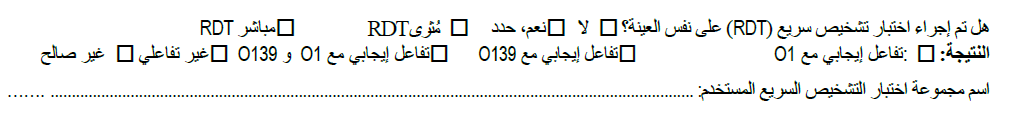 هل تم إجراء اختبار تشخيص سريع (RDT) على نفس العينة؟ □ لا □نعم، حدد □ مُثوىRDT □مباشر RDT
النتيجة: □ :تفاعل إيجابي مع O1 □تفاعل إيجابي مع O139 □تفاعل إيجابي مع O1 و O139 □غير تفاعلي □ غير صالح
اسم مجموعة اختبار التشخيص السريع المستخدم: ........................................................................................................................ .......